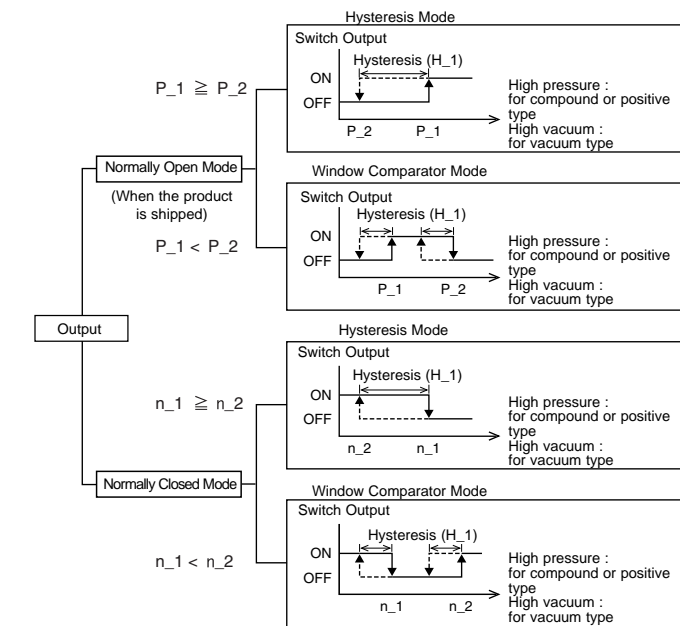 Hysteresis Mode
Switch Output
Hysteresis (H_1)
ON
OFF
P_2 P_1
High pressure :
for compound or positive
type
High vacuum :
for vacuum type
P_1 ≧ P_2
Normally Open Mode
(When the product
is shipped)
P_1 < P_2
Window Comparator Mode
Switch Output
Hysteresis (H_1)
ON
OFF
P_1 P_2
High pressure :
for compound or positive
type
High vacuum :
for vacuum type
Output
Hysteresis Mode
Switch Output
Hysteresis (H_1)
ON
OFF
n_2 n_1
High pressure :
for compound or positive
type
High vacuum :
for vacuum type
n_1 ≧ n_2
Normally Closed Mode
n_1 < n_2
Window Comparator Mode
Switch Output
Hysteresis (H_1)
ON
OFF
n_1 n_2
High pressure :
for compound or positive
type
High vacuum :
for vacuum type